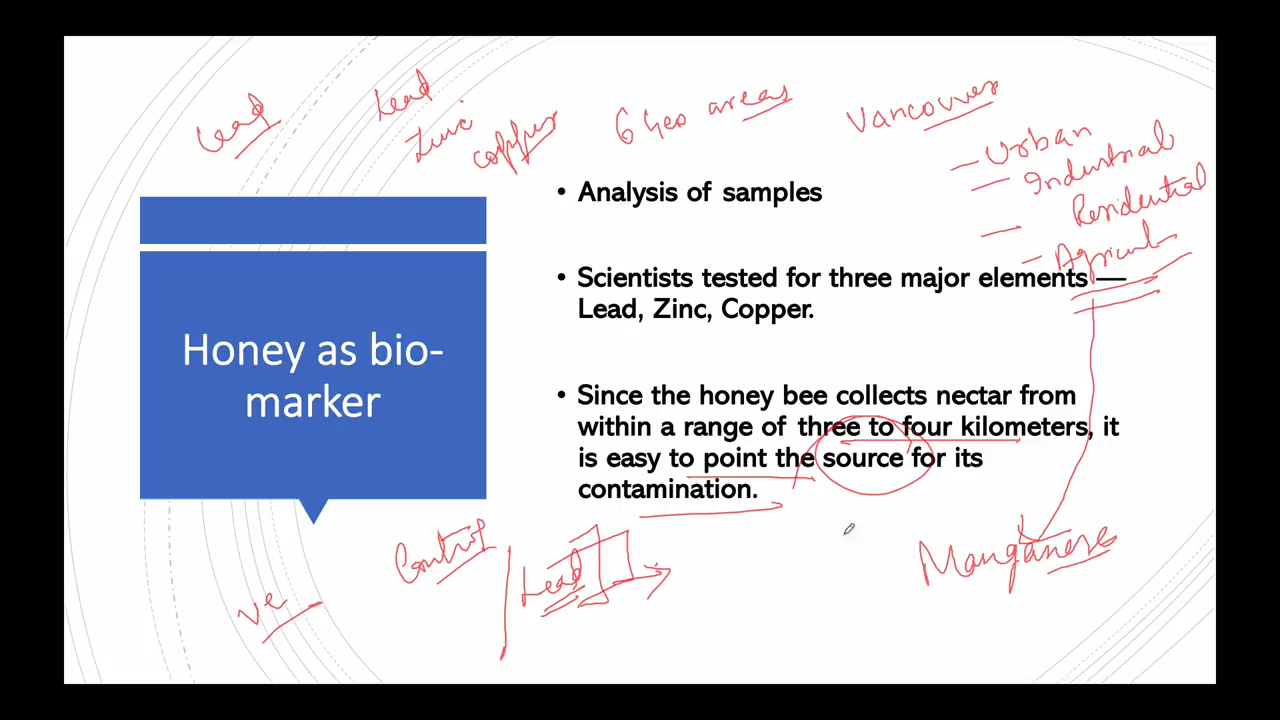 Lead
Lead
Zinc
copper
6 Geo areas
Vancouver
- Urban
- Industrial
- Residential
- Agricult
• Analysis of samples
• Scientists tested for three major elements —
Lead, Zinc, Copper.
Honey as bio-
marker
• Since the honey bee collects nectar from
within a range of three to four kilometers, it
is easy to point the source for its
contamination.
Control
Lead
ve
Manganese